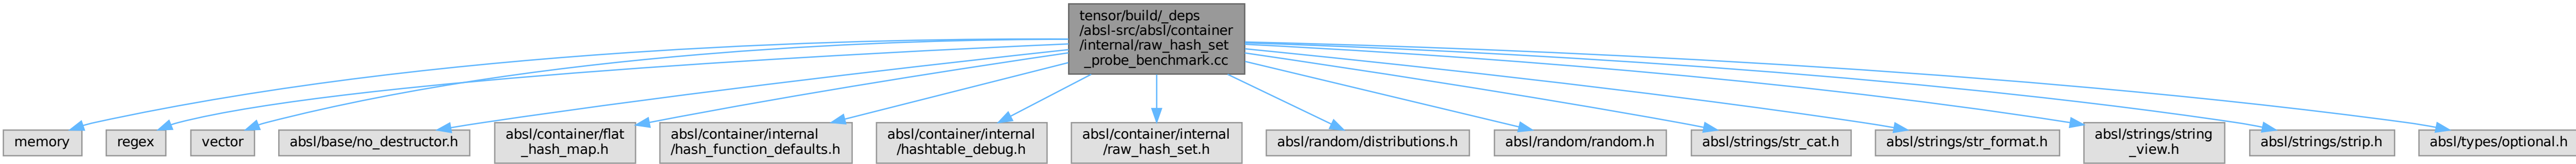 tensor/build/_deps
/absl-src/absl/container
/internal/raw_hash_set
_probe_benchmark.cc
memory
regex
vector
absl/base/no_destructor.h
absl/container/flat
_hash_map.h
absl/container/internal
/hash_function_defaults.h
absl/container/internal
/hashtable_debug.h
absl/container/internal
/raw_hash_set.h
absl/random/distributions.h
absl/random/random.h
absl/strings/str_cat.h
absl/strings/str_format.h
absl/strings/string
_view.h
absl/strings/strip.h
absl/types/optional.h